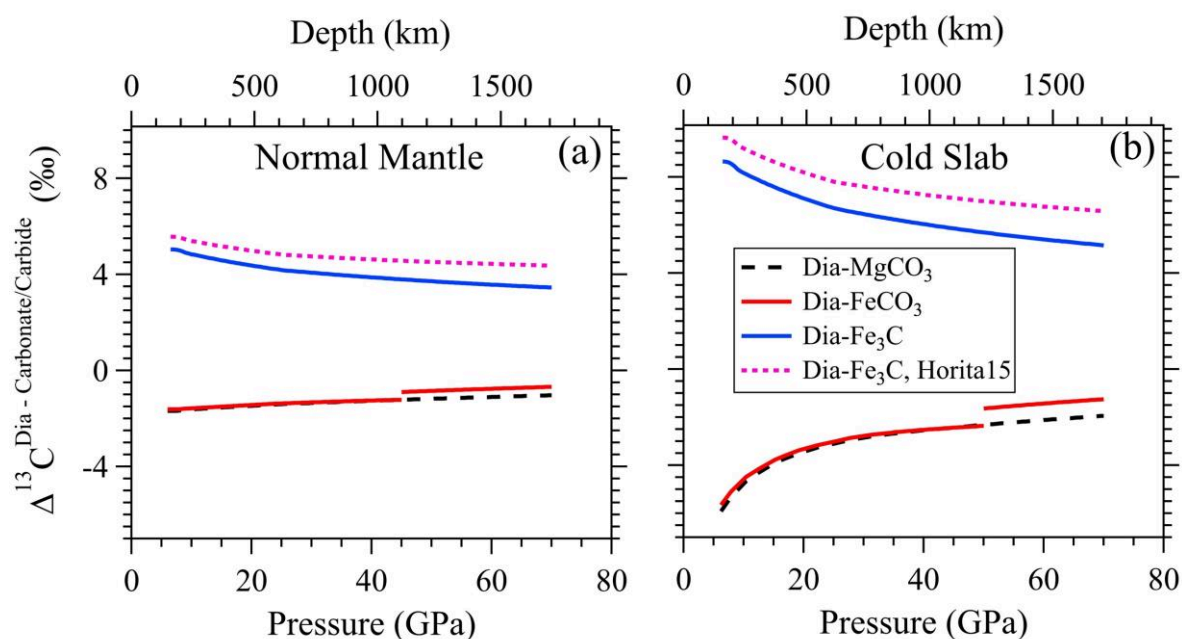 Depth (km)
0 500 1000 1500
Normal Mantle
(a)
Δ¹³C^Dia - Carbonate/Carbide (‰)
8
4
0
-4
0 20 40 60 80
Pressure (GPa)
Depth (km)
0 500 1000 1500
Cold Slab
(b)
Dia-MgCO₃
Dia-FeCO₃
Dia-Fe₃C
Dia-Fe₃C, Horita15
0 20 40 60 80
Pressure (GPa)